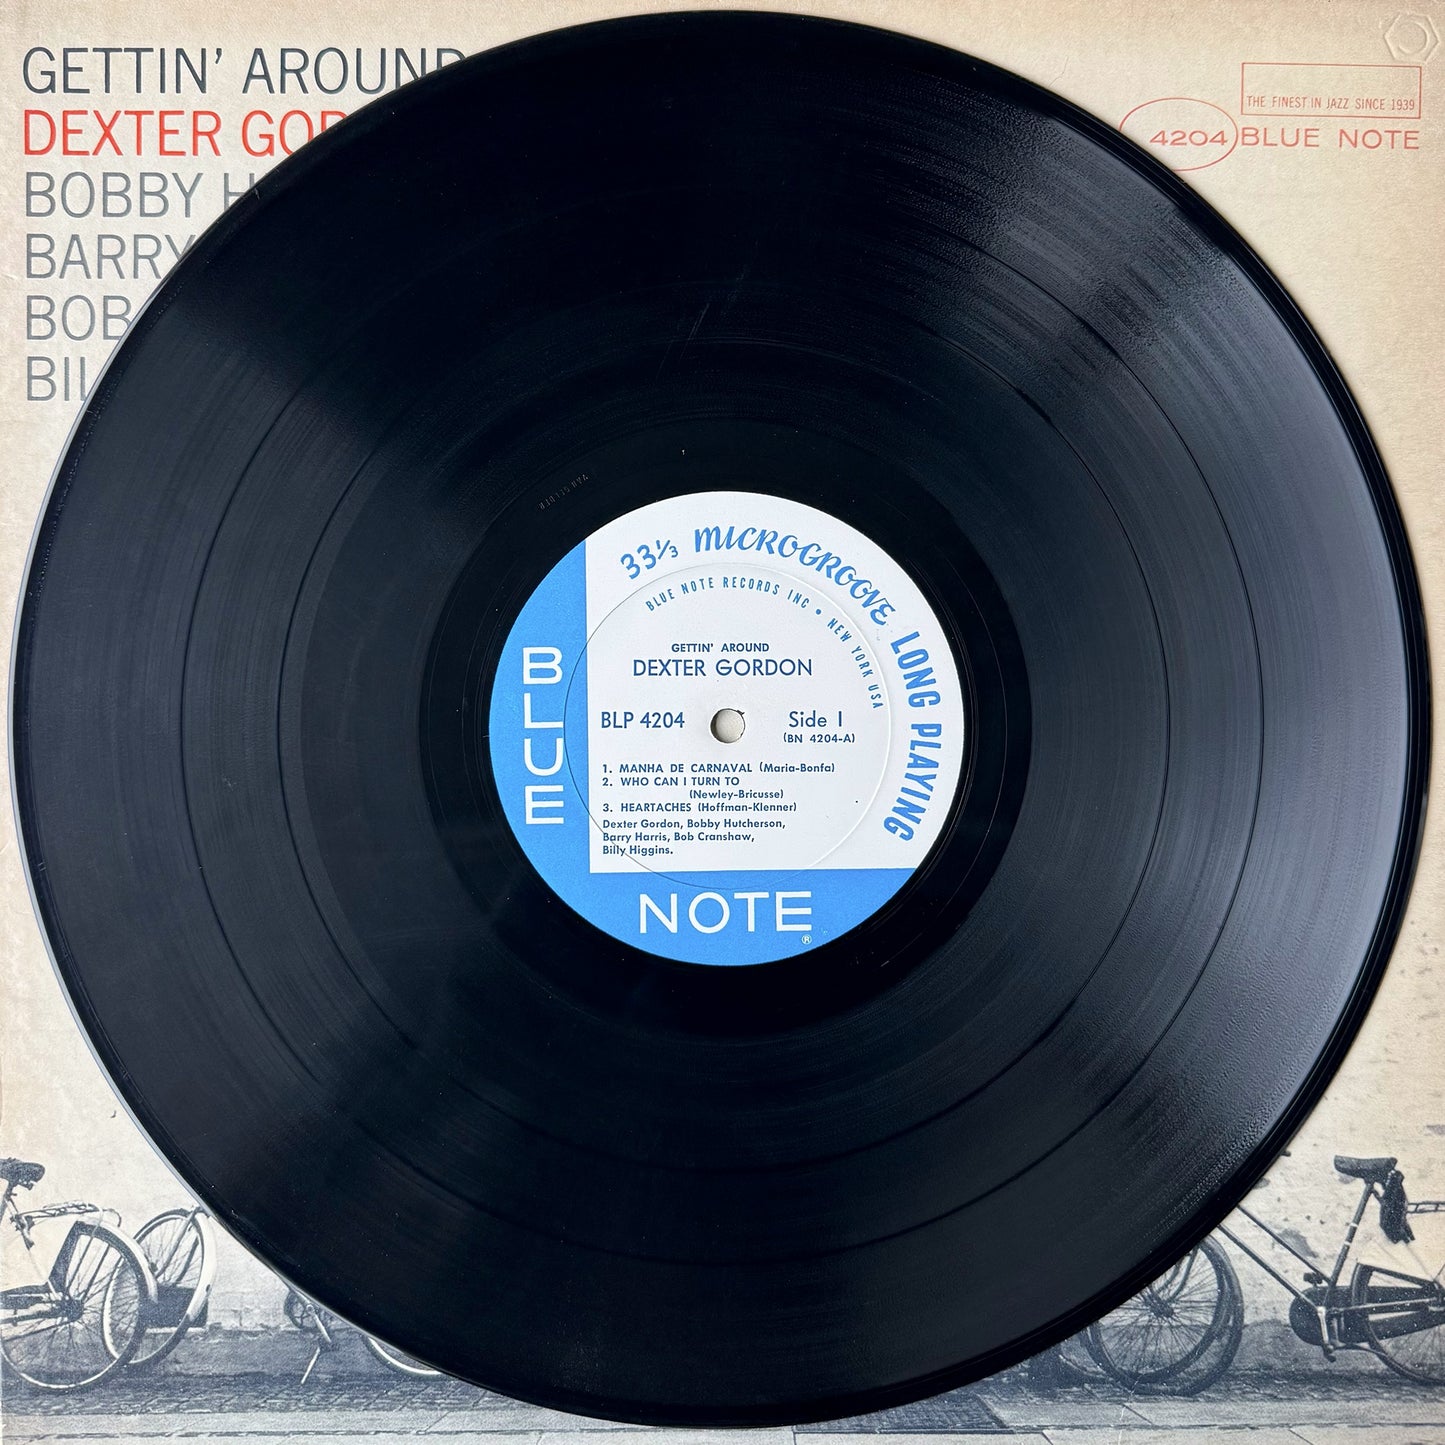 GETTIN' AROUND
DEXTER GOR
BOBBY H
BARRY
BOB
BIL
THE FINEST IN JAZZ SINCE 1939
4204 BLUE NOTE
33⅓ MICROGROOVE LONG PLAYING
BLUE NOTE RECORDS INC • NEW YORK USA
GETTIN' AROUND
DEXTER GORDON
BLP 4204 Side 1
(BN 4204-A)
1. MANHA DE CARNAVAL (Maria-Bonfa)
2. WHO CAN I TURN TO
(Newley-Bricusse)
3. HEARTACHES (Hoffman-Klenner)
Dexter Gordon, Bobby Hutcherson,
Barry Harris, Bob Cranshaw,
Billy Higgins.
BLUE
NOTE
®